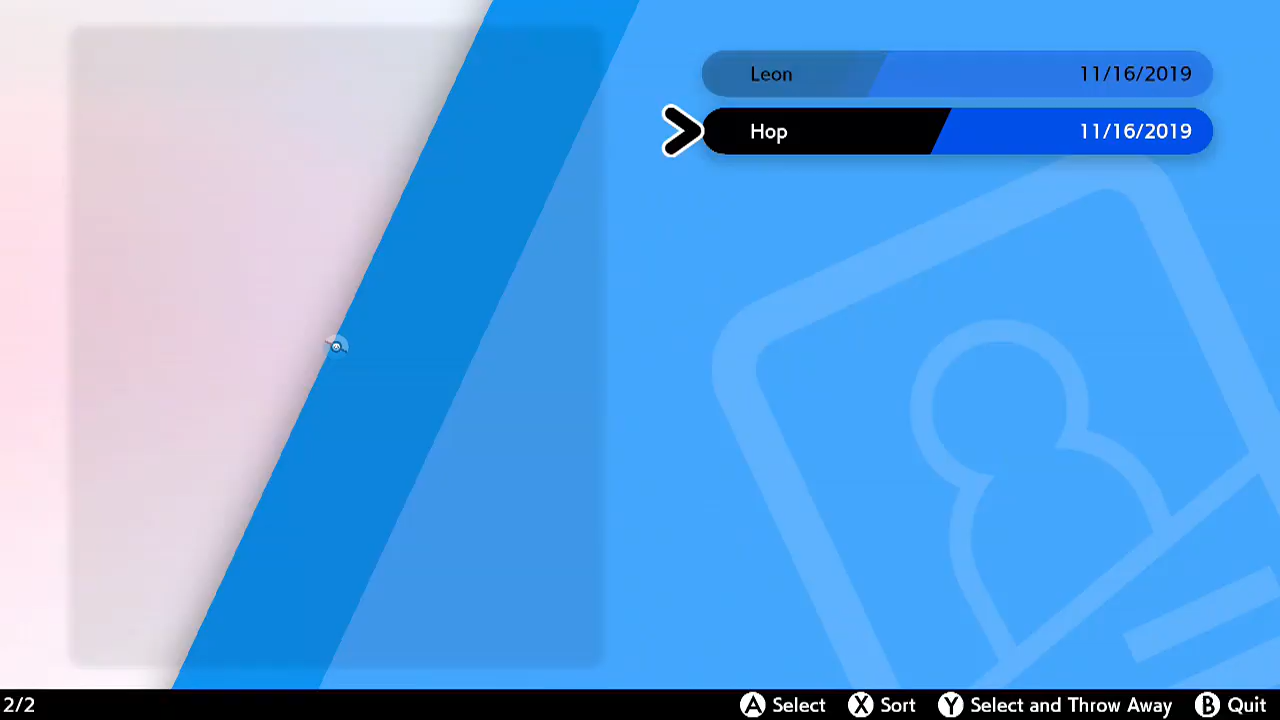 Leon 11/16/2019
Hop 11/16/2019
2/2 A Select X Sort Y Select and Throw Away B Quit